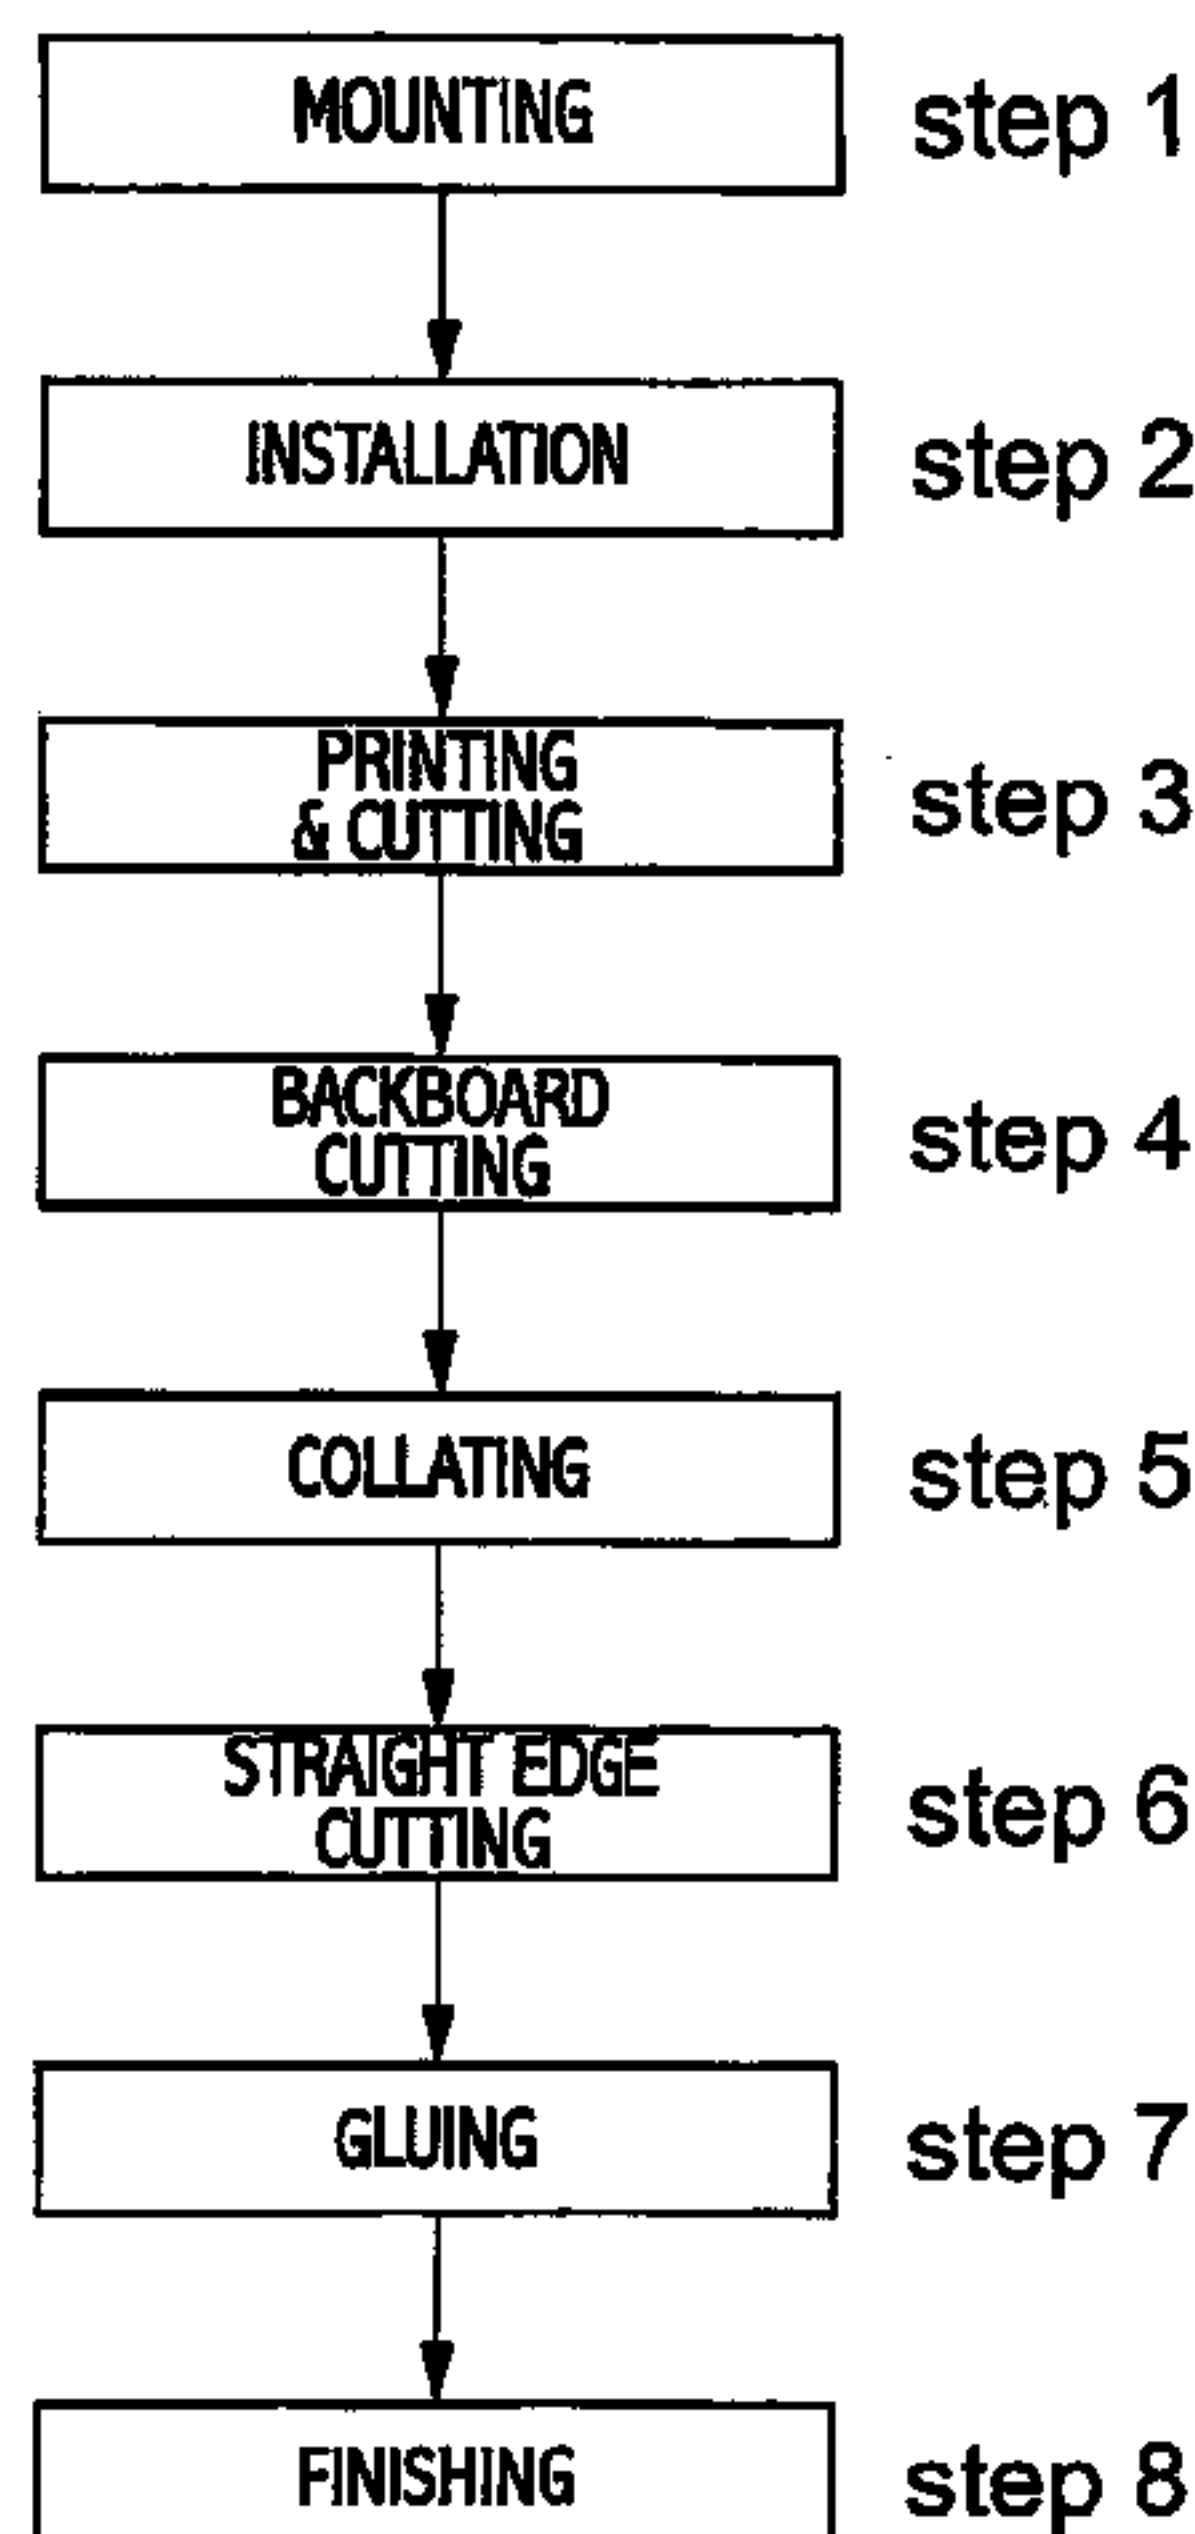 MOUNTING step 1
INSTALLATION step 2
PRINTING
& CUTTING step 3
BACKBOARD
CUTTING step 4
COLLATING step 5
STRAIGHT EDGE
CUTTING step 6
GLUING step 7
FINISHING step 8